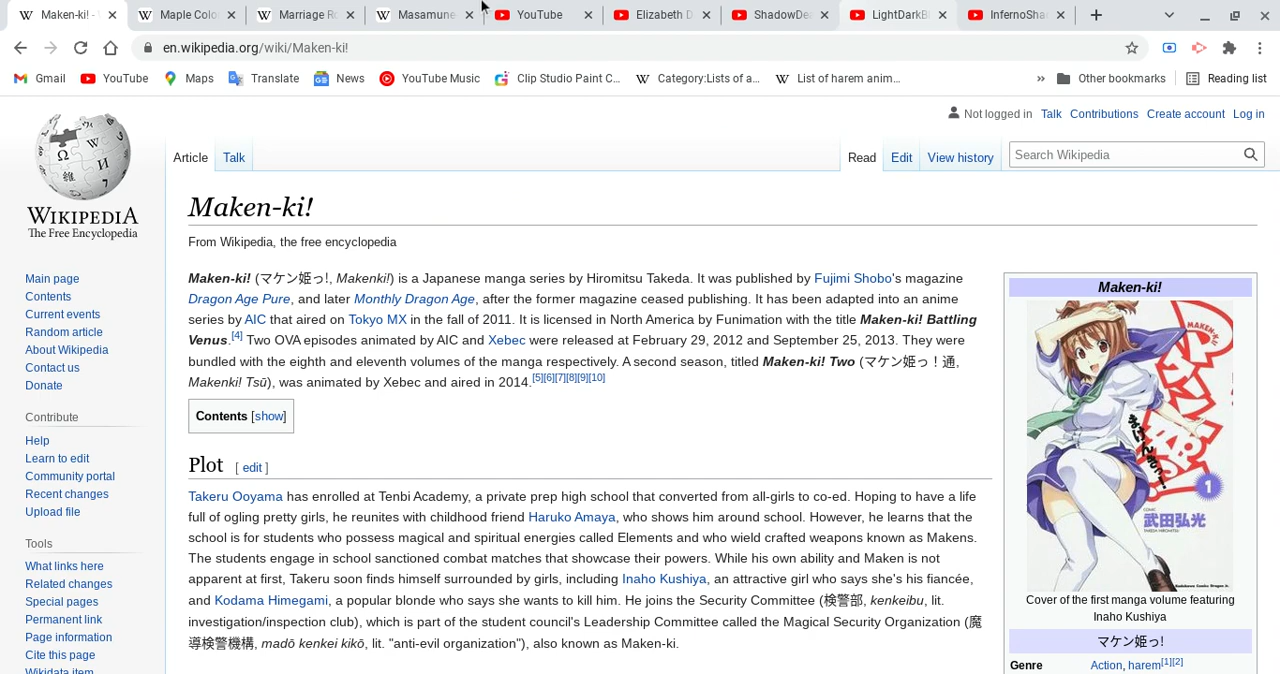 Maken-ki! - W
Maple Colo
Marriage Ro
Masamune
YouTube
Elizabeth D
ShadowDea
LightDarkBl
InfernoShar
en.wikipedia.org/wiki/Maken-ki!
Gmail
YouTube
Maps
Translate
News
YouTube Music
Clip Studio Paint C...
Category:Lists of a...
List of harem anim...
»
Other bookmarks
Reading list
Not logged in Talk Contributions Create account Log in
Article Talk
Read Edit View history
Search Wikipedia
WIKIPEDIA
The Free Encyclopedia
Main page
Contents
Current events
Random article
About Wikipedia
Contact us
Donate
Contribute
Help
Learn to edit
Community portal
Recent changes
Upload file
Tools
What links here
Related changes
Special pages
Permanent link
Page information
Cite this page
Wikidata item
Maken-ki!
From Wikipedia, the free encyclopedia
Maken-ki! (マケン姫っ!, Makenki!) is a Japanese manga series by Hiromitsu Takeda. It was published by Fujimi Shobo's magazine
Dragon Age Pure, and later Monthly Dragon Age, after the former magazine ceased publishing. It has been adapted into an anime
series by AIC that aired on Tokyo MX in the fall of 2011. It is licensed in North America by Funimation with the title Maken-ki! Battling
Venus.[4] Two OVA episodes animated by AIC and Xebec were released at February 29, 2012 and September 25, 2013. They were
bundled with the eighth and eleventh volumes of the manga respectively. A second season, titled Maken-ki! Two (マケン姫っ！通,
Makenki! Tsū), was animated by Xebec and aired in 2014.[5][6][7][8][9][10]
Contents [show]
Plot [ edit ]
Takeru Ooyama has enrolled at Tenbi Academy, a private prep high school that converted from all-girls to co-ed. Hoping to have a life
full of ogling pretty girls, he reunites with childhood friend Haruko Amaya, who shows him around school. However, he learns that the
school is for students who possess magical and spiritual energies called Elements and who wield crafted weapons known as Makens.
The students engage in school sanctioned combat matches that showcase their powers. While his own ability and Maken is not
apparent at first, Takeru soon finds himself surrounded by girls, including Inaho Kushiya, an attractive girl who says she's his fiancée,
and Kodama Himegami, a popular blonde who says she wants to kill him. He joins the Security Committee (検警部, kenkeibu, lit.
investigation/inspection club), which is part of the student council's Leadership Committee called the Magical Security Organization (魔
導検警機構, madō kenkei kikō, lit. "anti-evil organization"), also known as Maken-ki.
Maken-ki!
MAKEN-KI!
1
武田弘光
Cover of the first manga volume featuring
Inaho Kushiya
マケン姫っ!
Genre Action, harem[1][2]